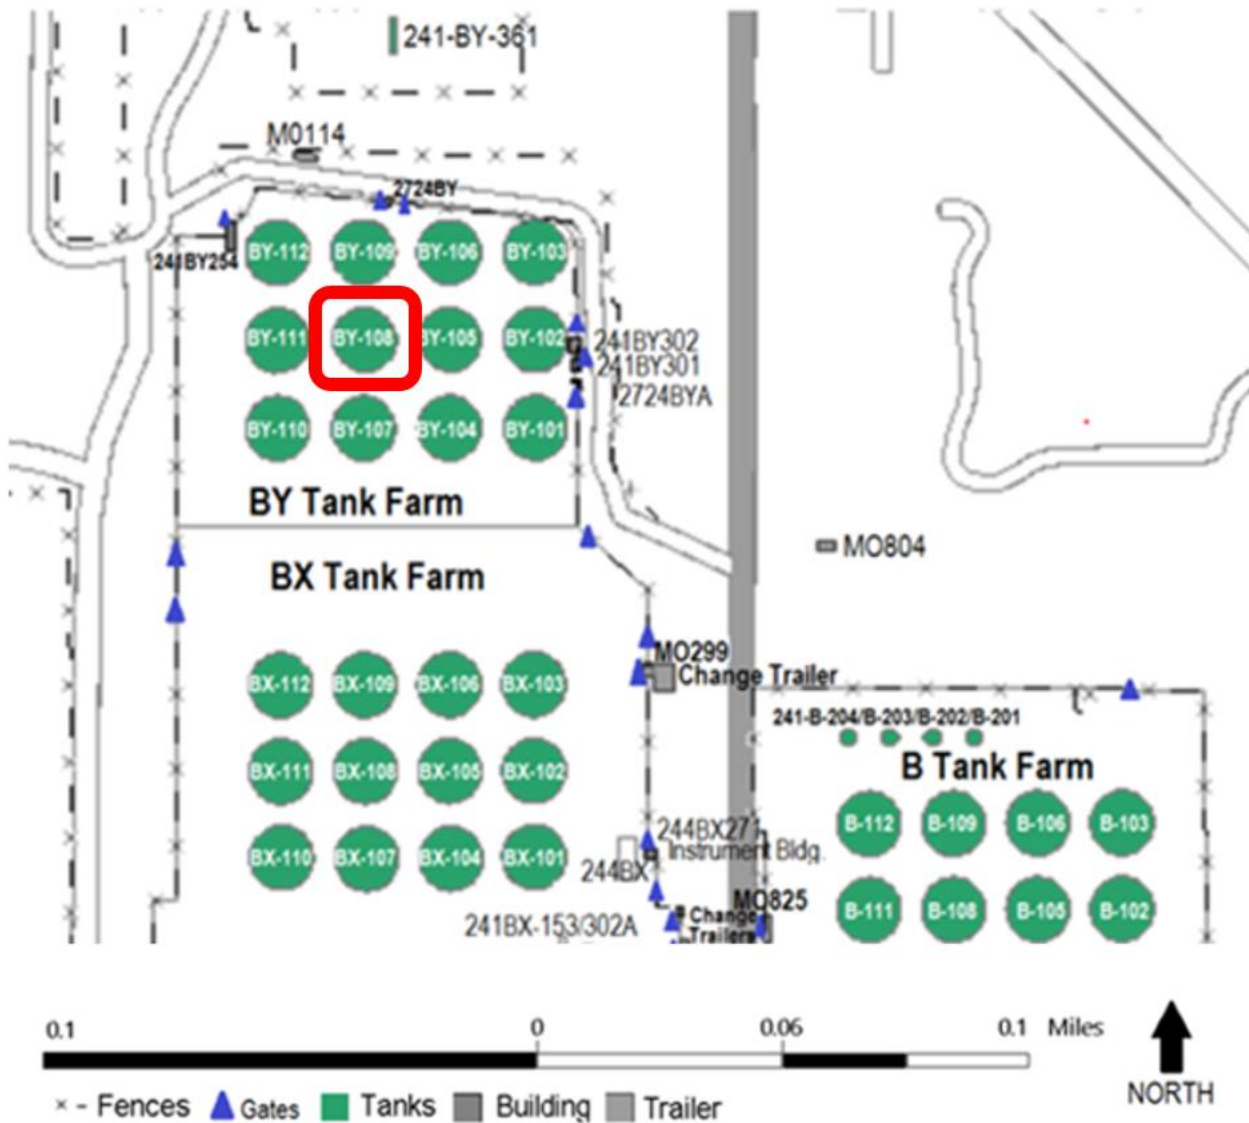 241-BY-361
M0114
2724BY
241BY254
BY-112 BY-109 BY-106 BY-103
BY-111 BY-108 BY-105 BY-102
241BY302
241BY301
2724BYA
BY-110 BY-107 BY-104 BY-101
BY Tank Farm
MO804
BX Tank Farm
MO299
Change Trailer
BX-112 BX-109 BX-106 BX-103
241-B-204/B-203/B-202/B-201
B Tank Farm
BX-111 BX-108 BX-105 BX-102
B-112 B-109 B-106 B-103
244BX271
Instrument Bldg.
BX-110 BX-107 BX-104 BX-101
244BX
MO825
B-111 B-108 B-105 B-102
241BX-153/302A
Change
Trailers
0.1 0 0.06 0.1 Miles
NORTH
x - Fences Gates Tanks Building Trailer